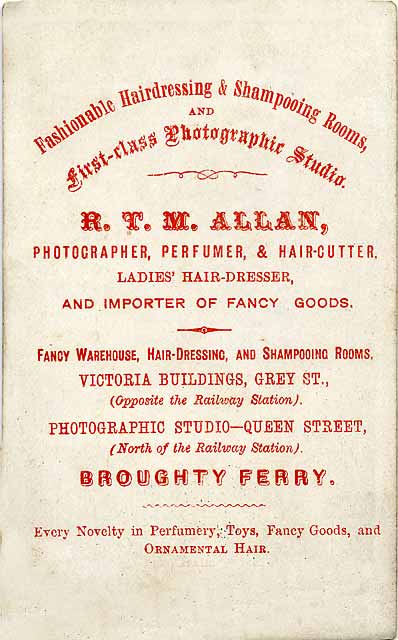 Fashionable Hairdressing & Shampooing Rooms,
AND
First-class Photographic Studio.
R. T. M. ALLAN,
PHOTOGRAPHER, PERFUMER, & HAIR-CUTTER,
LADIES' HAIR-DRESSER,
AND IMPORTER OF FANCY GOODS.
FANCY WAREHOUSE, HAIR-DRESSING, AND SHAMPOOING ROOMS,
VICTORIA BUILDINGS, GREY ST.,
(Opposite the Railway Station).
PHOTOGRAPHIC STUDIO—QUEEN STREET,
(North of the Railway Station).
BROUGHTY FERRY.
Every Novelty in Perfumery, Toys, Fancy Goods, and
ORNAMENTAL HAIR.